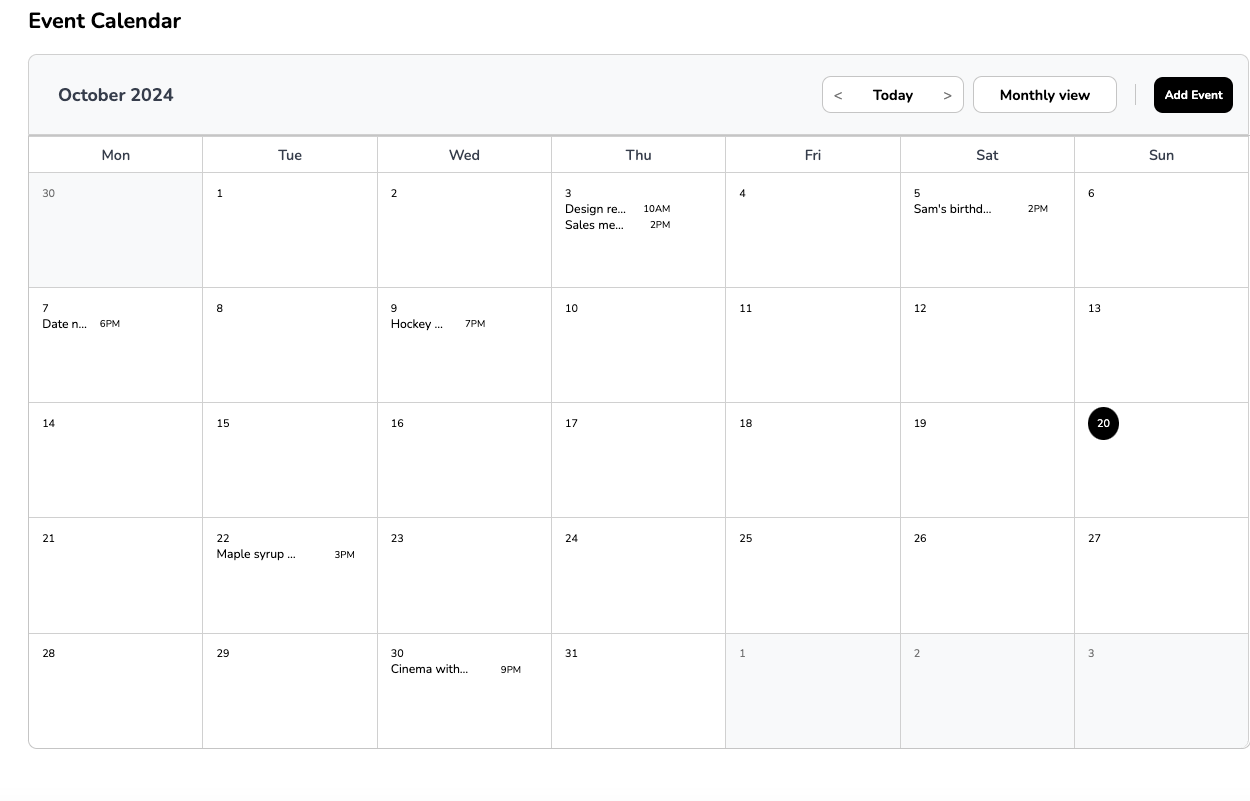 Event Calendar
October 2024
< Today > Monthly view Add Event
Mon Tue Wed Thu Fri Sat Sun
30 1 2 3 4 5 6
Design re... 10AM Sam's birthd... 2PM
Sales me... 2PM
7 8 9 10 11 12 13
Date n... 6PM Hockey ... 7PM
14 15 16 17 18 19 20
21 22 23 24 25 26 27
Maple syrup ... 3PM
28 29 30 31 1 2 3
Cinema with... 9PM